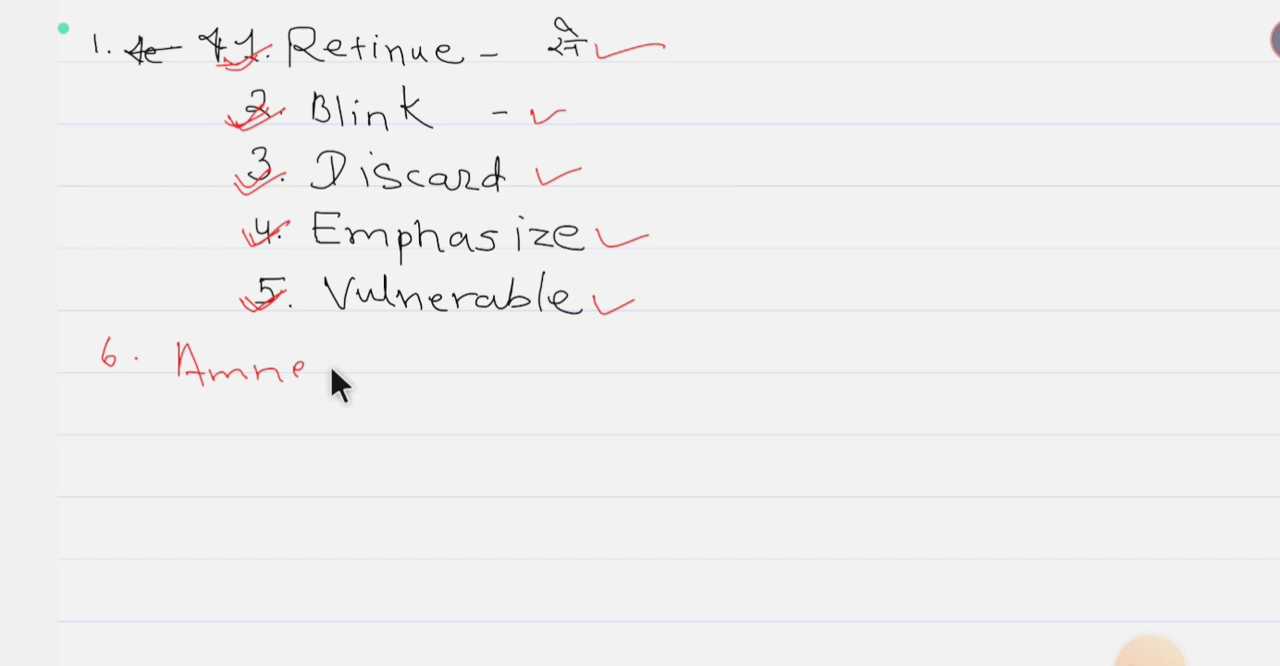 1. 1. Retinue -
2. Blink -
3. Discard
4. Emphasize
5. Vulnerable
6. Amne